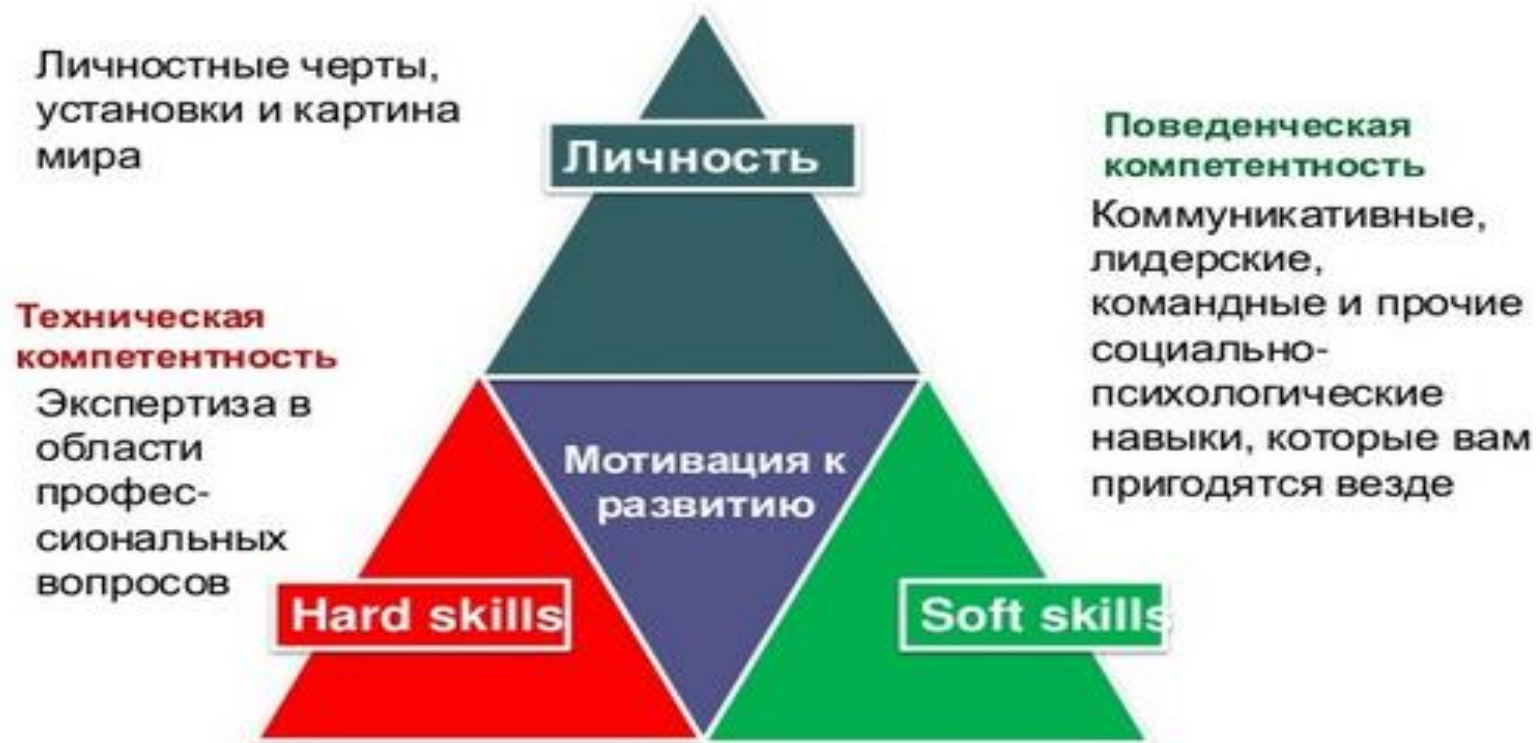 Личностные черты,
установки и картина
мира
Личность
Поведенческая
компетентность
Коммуникативные,
лидерские,
командные и прочие
социально-
психологические
навыки, которые вам
пригодятся везде
Техническая
компетентность
Экспертиза в
области
профес-
сиональных
вопросов
Мотивация к
развитию
Hard skills
Soft skills